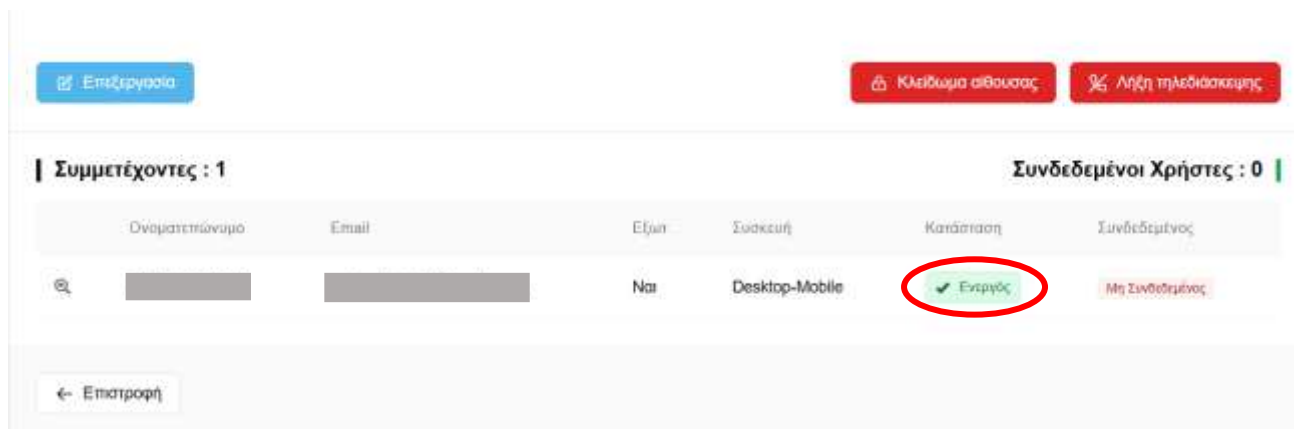 Επεξεργασία Κλείδωμα αίθουσας Λήξη τηλεδιάσκεψης
Συμμετέχοντες : 1 Συνδεδεμένοι Χρήστες : 0
Ονοματεπώνυμο Email Εξωτ Συσκευή Κατάσταση Συνδεδεμένος
Ναι Desktop-Mobile Ενεργός Μη Συνδεδεμένος
← Επιστροφή